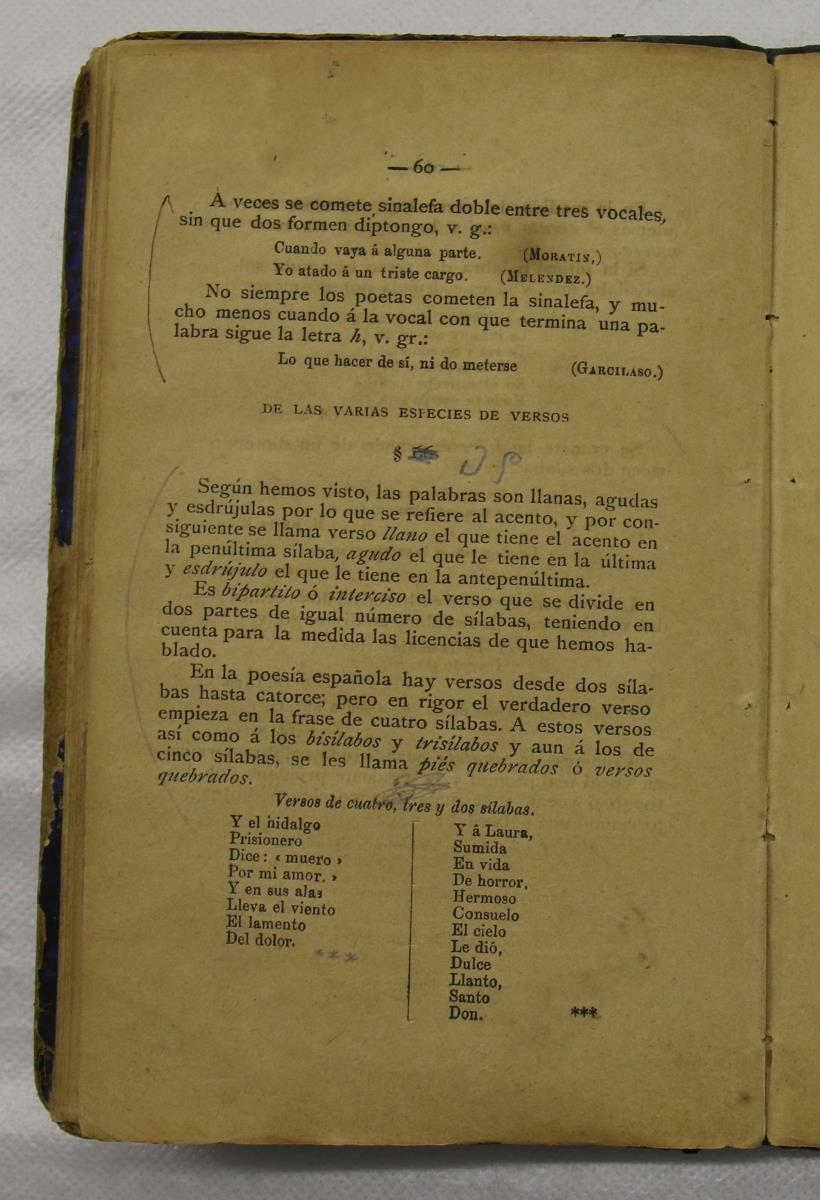 — 60 —
A veces se comete sinalefa doble entre tres vocales,
sin que dos formen diptongo, v. g.:
Cuando vaya á alguna parte. (MORATIN,)
Yo atado á un triste cargo. (MELENDEZ.)
No siempre los poetas cometen la sinalefa, y mu-
cho menos cuando á la vocal con que termina una pa-
labra sigue la letra h, v. gr.:
Lo que hacer de sí, ni do meterse (GARCILASO.)
DE LAS VARIAS ESPECIES DE VERSOS
§
Según hemos visto, las palabras son llanas, agudas
y esdrújulas por lo que se refiere al acento, y por con-
siguiente se llama verso llano el que tiene el acento en
la penúltima sílaba, agudo el que le tiene en la última
y esdrújulo el que le tiene en la antepenúltima.
Es bipartito ó interciso el verso que se divide en
dos partes de igual número de sílabas, teniendo en
cuenta para la medida las licencias de que hemos ha-
blado.
En la poesía española hay versos desde dos síla-
bas hasta catorce; pero en rigor el verdadero verso
empieza en la frase de cuatro sílabas. A estos versos
así como á los bisílabos y trisílabos y aun á los de
cinco sílabas, se les llama piés quebrados ó versos
quebrados.
Versos de cuatro, tres y dos sílabas.
Y el hidalgo
Prisionero
Dice: « muero »
Por mi amor. »
Y en sus alas
Lleva el viento
El lamento
Del dolor.
***
Y á Laura,
Sumida
En vida
De horror,
Hermoso
Consuelo
El cielo
Le dió,
Dulce
Llanto,
Santo
Don. ***